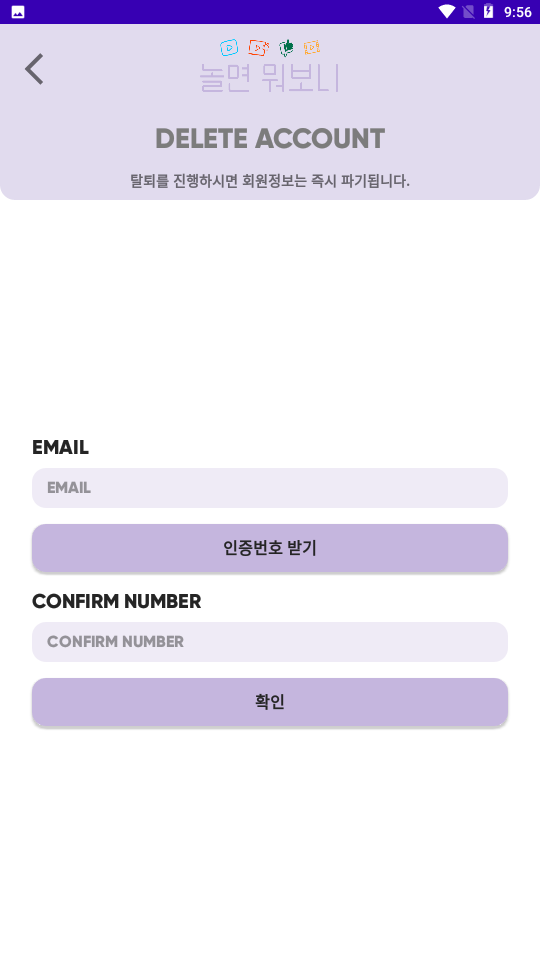 9:56
놀면 뭐보니
DELETE ACCOUNT
탈퇴를 진행하시면 회원정보는 즉시 파기됩니다.
EMAIL
EMAIL
인증번호 받기
CONFIRM NUMBER
CONFIRM NUMBER
확인